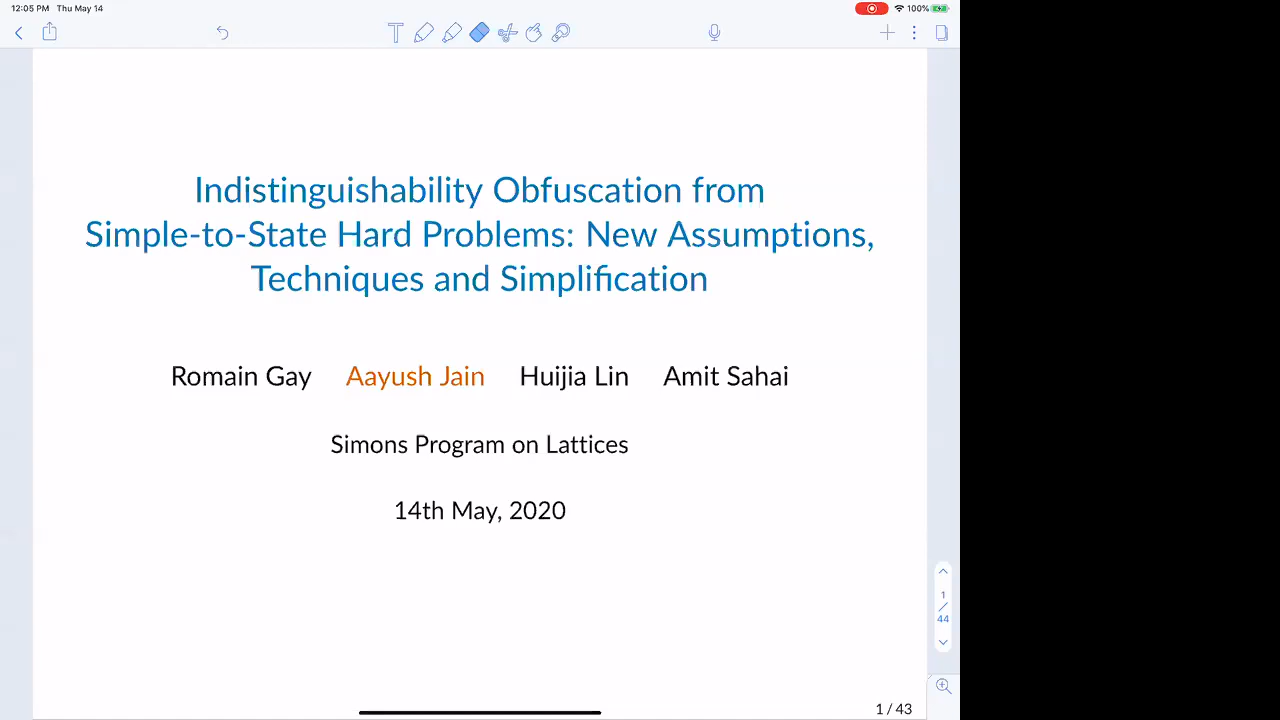 12:05 PM Thu May 14
100%
T
Indistinguishability Obfuscation from
Simple-to-State Hard Problems: New Assumptions,
Techniques and Simplification
Romain Gay Aayush Jain Huijia Lin Amit Sahai
Simons Program on Lattices
14th May, 2020
1
/
44
1 / 43